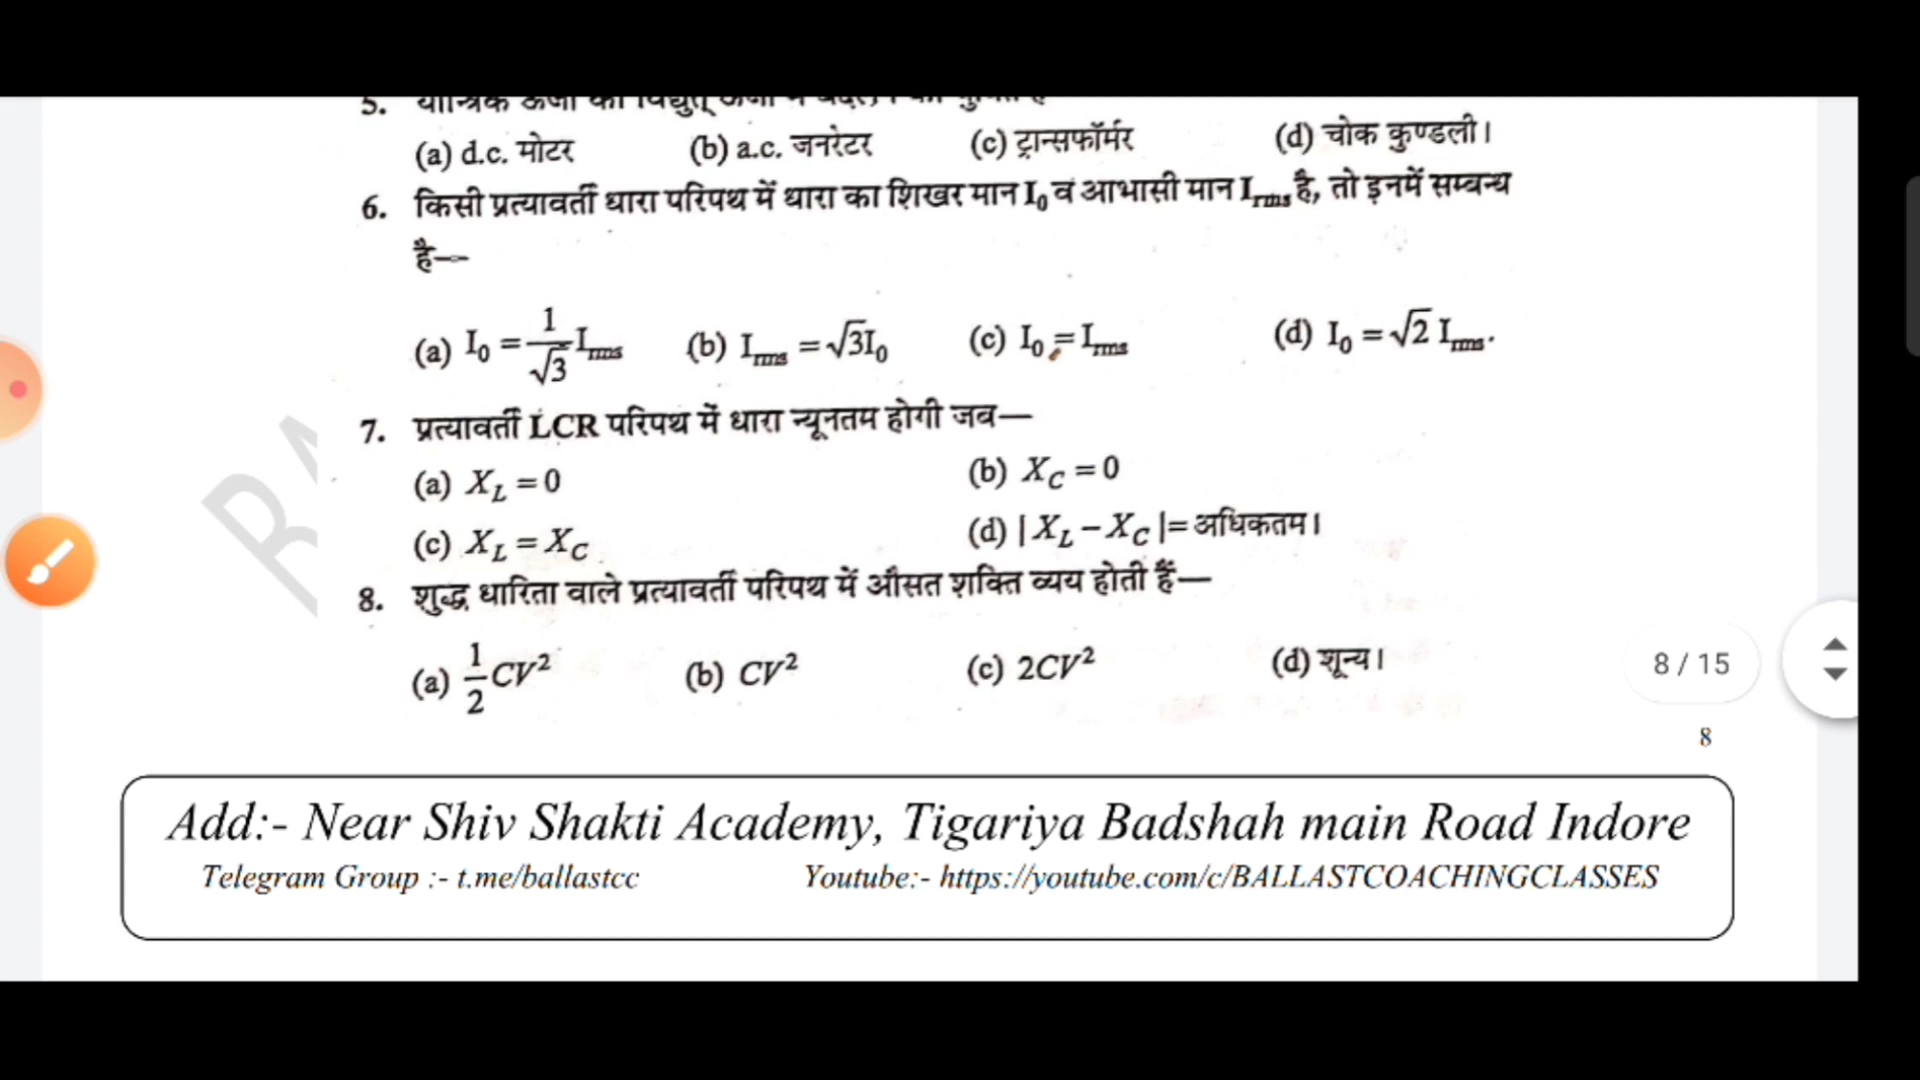 5. यान्त्रिक ऊर्जा को विद्युत् ऊर्जा में
(a) d.c. मोटर (b) a.c. जनरेटर (c) ट्रान्सफॉर्मर (d) चोक कुण्डली।
6. किसी प्रत्यावर्ती धारा परिपथ में धारा का शिखर मान I₀ व आभासी मान Iᵣₘₛ है, तो इनमें सम्बन्ध
है—
(a) I₀ = 1/√3 Iᵣₘₛ (b) Iᵣₘₛ = √3I₀ (c) I₀ = Iᵣₘₛ (d) I₀ = √2 Iᵣₘₛ.
7. प्रत्यावर्ती LCR परिपथ में धारा न्यूनतम होगी जब—
(a) X_L = 0 (b) X_C = 0
(c) X_L = X_C (d) | X_L – X_C |= अधिकतम।
8. शुद्ध धारिता वाले प्रत्यावर्ती परिपथ में औसत शक्ति व्यय होती हैं—
(a) 1/2 CV² (b) CV² (c) 2CV² (d) शून्य।
8 / 15
8
Add:- Near Shiv Shakti Academy, Tigariya Badshah main Road Indore
Telegram Group :- t.me/ballastcc Youtube:- https://youtube.com/c/BALLASTCOACHINGCLASSES